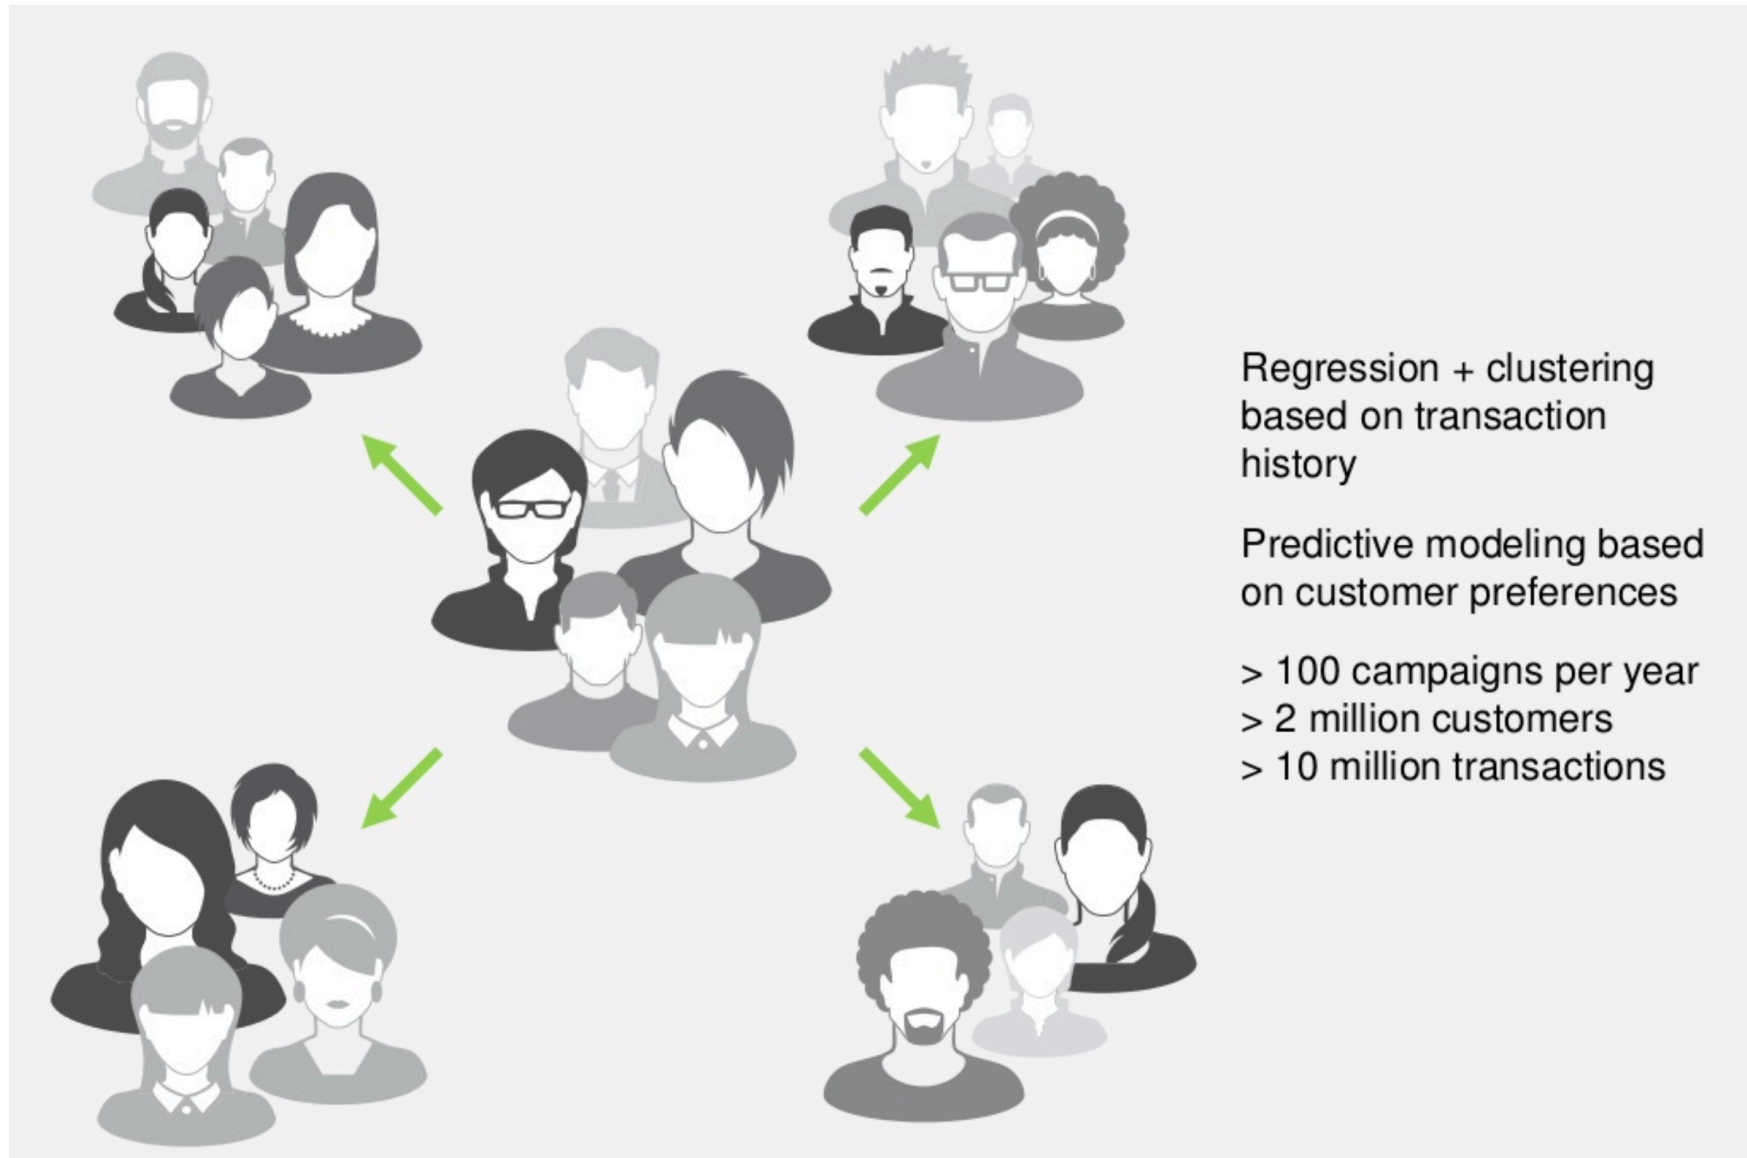 Regression + clustering
based on transaction
history
Predictive modeling based
on customer preferences
> 100 campaigns per year
> 2 million customers
> 10 million transactions